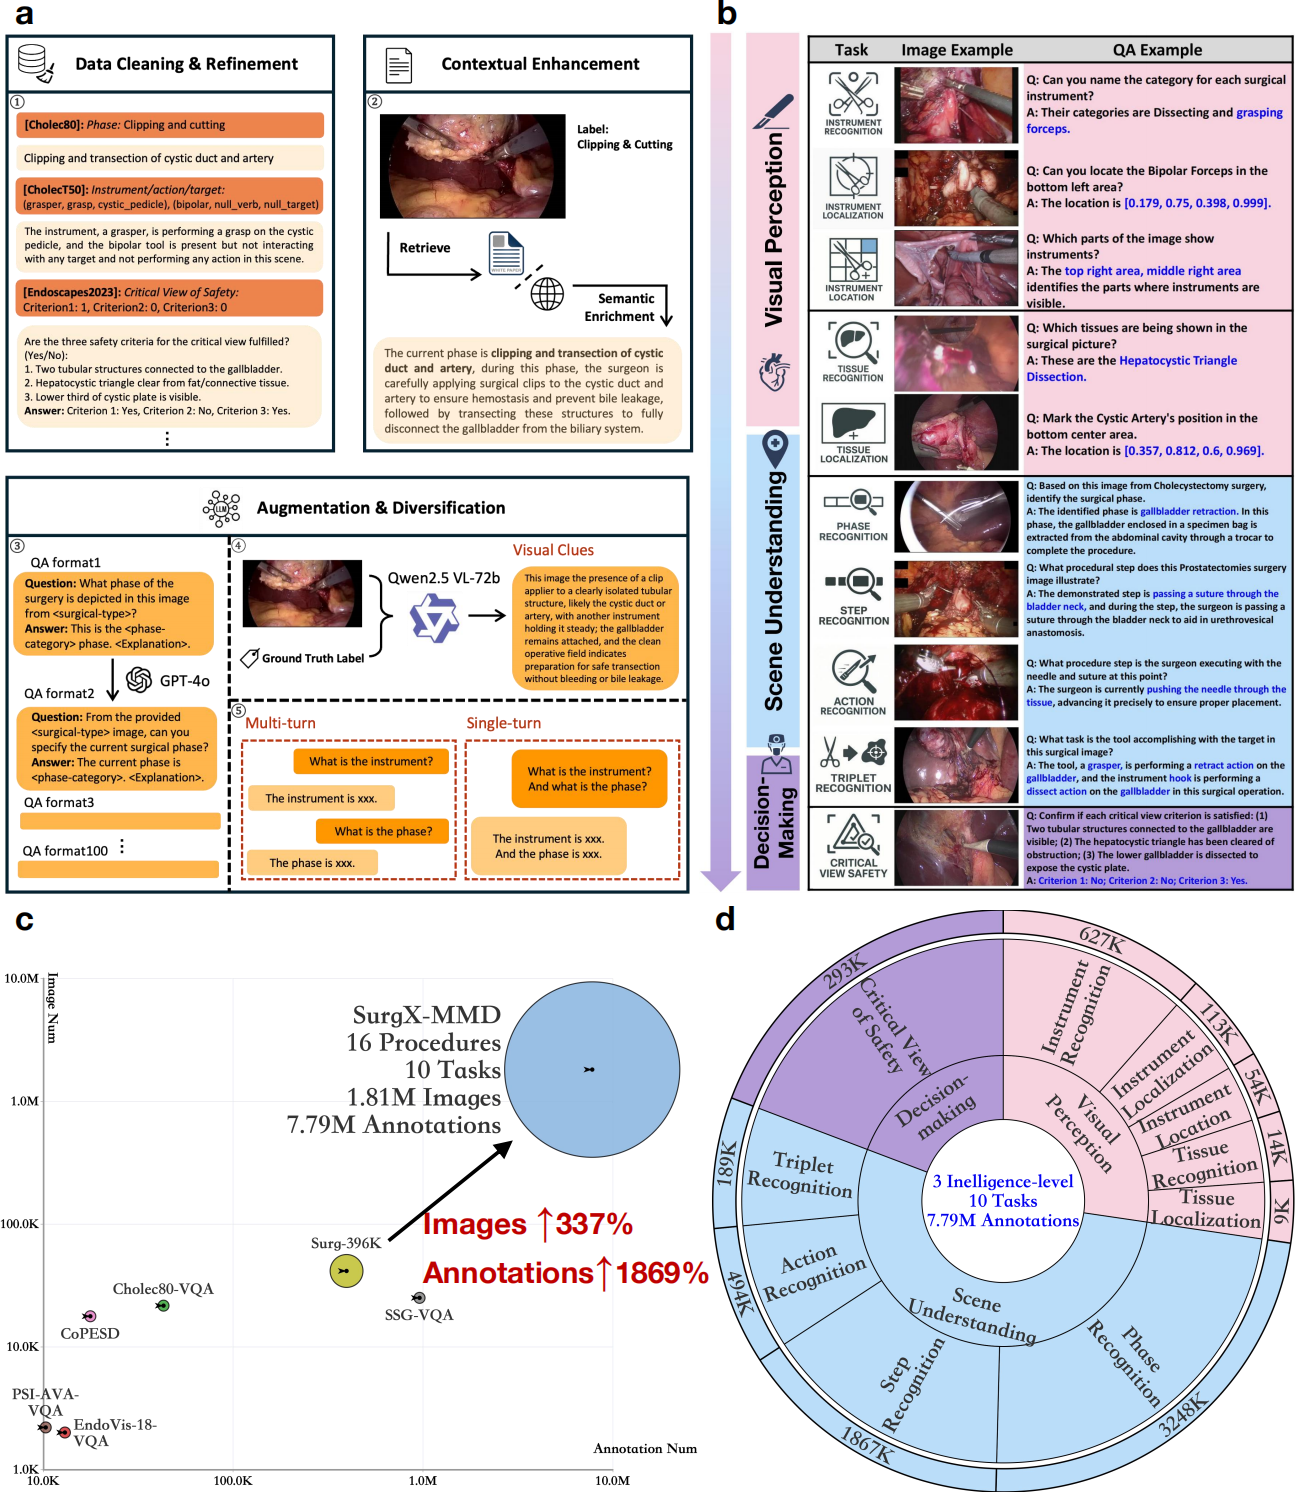 a
Data Cleaning & Refinement
①
[Cholec80]: Phase: Clipping and cutting
Clipping and transection of cystic duct and artery
[CholecT50]: Instrument/action/target:
(grasper, grasp, cystic_pedicle), (bipolar, null_verb, null_target)
The instrument, a grasper, is performing a grasp on the cystic
pedicle, and the bipolar tool is present but not interacting
with any target and not performing any action in this scene.
[Endoscapes2023]: Critical View of Safety:
Criterion1: 1, Criterion2: 0, Criterion3: 0
Are the three safety criteria for the critical view fulfilled?
(Yes/No):
1. Two tubular structures connected to the gallbladder.
2. Hepatocystic triangle clear from fat/connective tissue.
3. Lower third of cystic plate is visible.
Answer: Criterion 1: Yes, Criterion 2: No, Criterion 3: Yes.
⋮
Contextual Enhancement
②
Label:
Clipping & Cutting
Retrieve
WHITE PAPER
Semantic
Enrichment
The current phase is clipping and transection of cystic
duct and artery, during this phase, the surgeon is
carefully applying surgical clips to the cystic duct and
artery to ensure hemostasis and prevent bile leakage,
followed by transecting these structures to fully
disconnect the gallbladder from the biliary system.
LLM
Augmentation & Diversification
③
QA format1
Question: What phase of the
surgery is depicted in this image
from <surgical-type>?
Answer: This is the <phase-
category> phase. <Explanation>.
GPT-4o
QA format2
Question: From the provided
<surgical-type> image, can you
specify the current surgical phase?
Answer: The current phase is
<phase-category>. <Explanation>.
QA format3
⋮
QA format100
④
Ground Truth Label
Qwen2.5 VL-72b
Visual Clues
This image the presence of a clip
applier to a clearly isolated tubular
structure, likely the cystic duct or
artery, with another instrument
holding it steady; the gallbladder
remains attached, and the clean
operative field indicates
preparation for safe transection
without bleeding or bile leakage.
⑤
Multi-turn
What is the instrument?
The instrument is xxx.
What is the phase?
The phase is xxx.
Single-turn
What is the instrument?
And what is the phase?
The instrument is xxx.
And the phase is xxx.
b
Visual Perception
Scene Understanding
Decision-
Making
Task
Image Example
QA Example
INSTRUMENT
RECOGNITION
Q: Can you name the category for each surgical
instrument?
A: Their categories are Dissecting and grasping
forceps.
INSTRUMENT
LOCALIZATION
Q: Can you locate the Bipolar Forceps in the
bottom left area?
A: The location is [0.179, 0.75, 0.398, 0.999].
INSTRUMENT
LOCATION
Q: Which parts of the image show
instruments?
A: The top right area, middle right area
identifies the parts where instruments are
visible.
TISSUE
RECOGNITION
Q: Which tissues are being shown in the
surgical picture?
A: These are the Hepatocystic Triangle
Dissection.
TISSUE
LOCALIZATION
Q: Mark the Cystic Artery's position in the
bottom center area.
A: The location is [0.357, 0.812, 0.6, 0.969].
PHASE
RECOGNITION
Q: Based on this image from Cholecystectomy surgery,
identify the surgical phase.
A: The identified phase is gallbladder retraction. In this
phase, the gallbladder enclosed in a specimen bag is
extracted from the abdominal cavity through a trocar to
complete the procedure.
STEP
RECOGNITION
Q: What procedural step does this Prostatectomies surgery
image illustrate?
A: The demonstrated step is passing a suture through the
bladder neck, and during the step, the surgeon is passing a
suture through the bladder neck to aid in urethrovesical
anastomosis.
ACTION
RECOGNITION
Q: What procedure step is the surgeon executing with the
needle and suture at this point?
A: The surgeon is currently pushing the needle through the
tissue, advancing it precisely to ensure proper placement.
TRIPLET
RECOGNITION
Q: What task is the tool accomplishing with the target in
this surgical image?
A: The tool, a grasper, is performing a retract action on the
gallbladder, and the instrument hook is performing a
dissect action on the gallbladder in this surgical operation.
CRITICAL
VIEW SAFETY
Q: Confirm if each critical view criterion is satisfied: (1)
Two tubular structures connected to the gallbladder are
visible; (2) The hepatocystic triangle has been cleared of
obstruction; (3) The lower gallbladder is dissected to
expose the cystic plate.
A: Criterion 1: No; Criterion 2: No; Criterion 3: Yes.
c
Image Num
10.0M
1.0M
100.0K
10.0K
1.0K
10.0K
100.0K
1.0M
10.0M
Annotation Num
SurgX-MMD
16 Procedures
10 Tasks
1.81M Images
7.79M Annotations
Images ↑337%
Annotations↑1869%
Surg-396K
SSG-VQA
Cholec80-VQA
CoPESD
PSI-AVA-
VQA
EndoVis-18-
VQA
d
3 Inelligence-level
10 Tasks
7.79M Annotations
Visual
Perception
Scene
Understanding
Decision-
making
Instrument
Recognition
627K
Instrument
Localization
113K
Instrument
Location
54K
Tissue
Recognition
14K
Tissue
Localization
9K
Phase
Recognition
3248K
Step
Recognition
1867K
Action
Recognition
494K
Triplet
Recognition
189K
Critical View
of Safety
293K